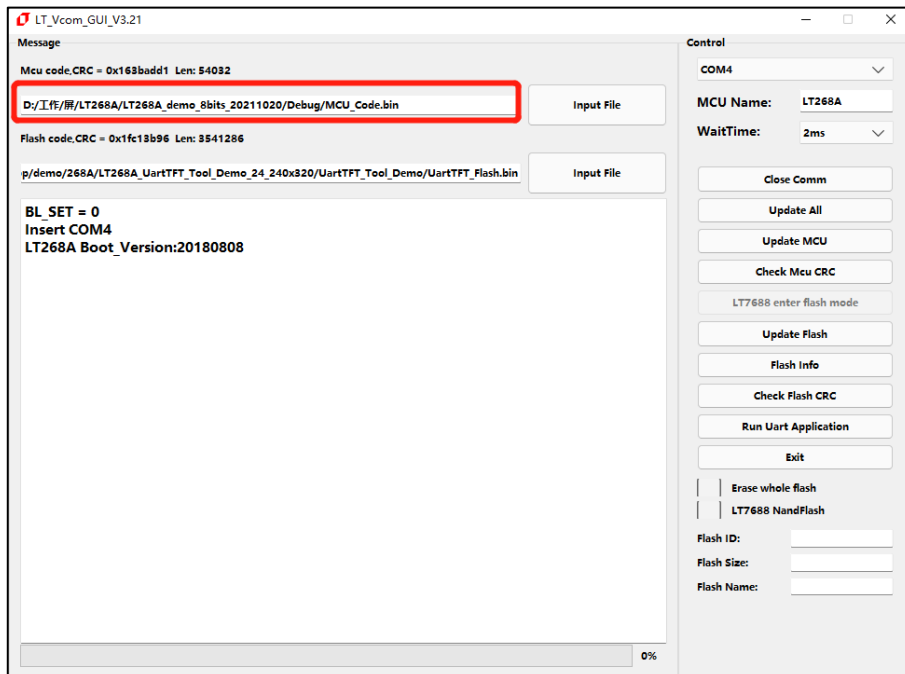 LT_Vcom_GUI_V3.21
Message
Mcu code,CRC = 0x163badd1 Len: 54032
D:/工作/屏/LT268A/LT268A_demo_8bits_20211020/Debug/MCU_Code.bin
Input File
Flash code,CRC = 0x1fc13b96 Len: 3541286
p/demo/268A/LT268A_UartTFT_Tool_Demo_24_240x320/UartTFT_Tool_Demo/UartTFT_Flash.bin
Input File
BL_SET = 0
Insert COM4
LT268A Boot_Version:20180808
0%
Control
COM4
MCU Name: LT268A
WaitTime: 2ms
Close Comm
Update All
Update MCU
Check Mcu CRC
LT7688 enter flash mode
Update Flash
Flash Info
Check Flash CRC
Run Uart Application
Exit
Erase whole flash
LT7688 NandFlash
Flash ID:
Flash Size:
Flash Name: